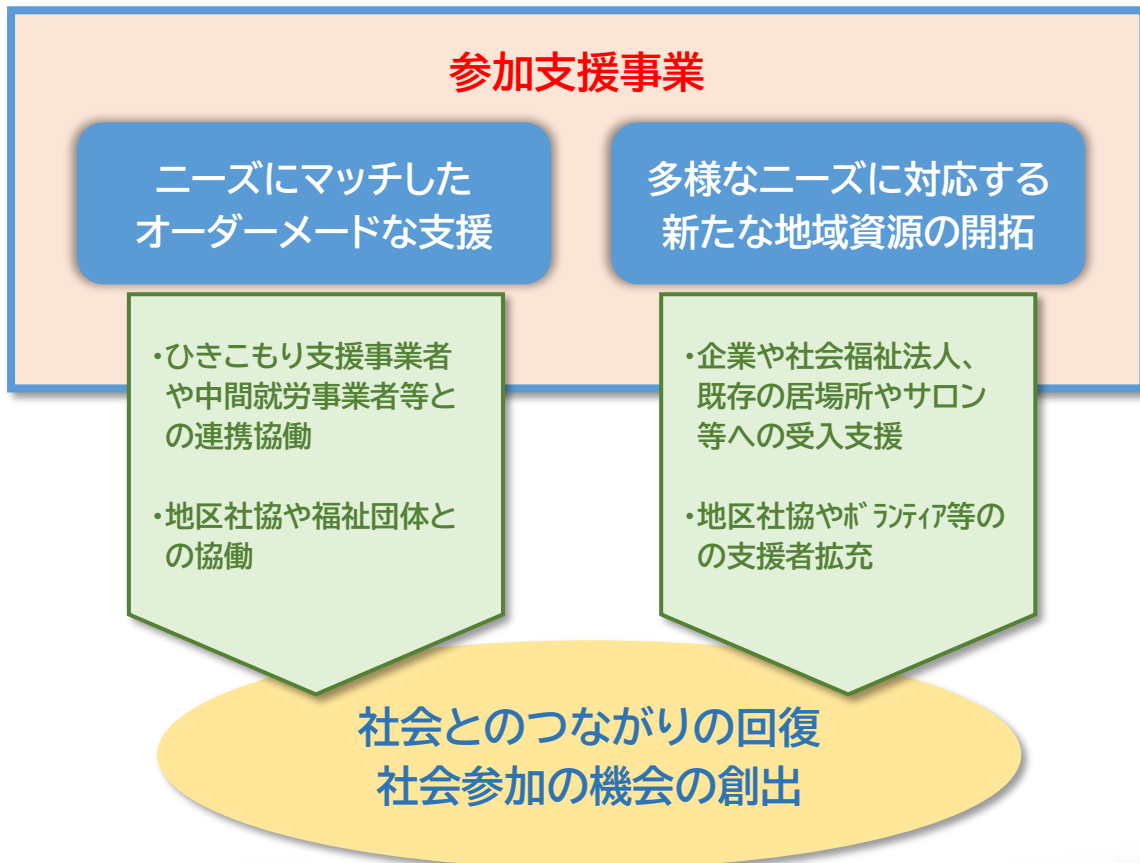 参加支援事業
ニーズにマッチした
オーダーメードな支援
・ひきこもり支援事業者
や中間就労事業者等と
の連携協働
・地区社協や福祉団体と
の協働
多様なニーズに対応する
新たな地域資源の開拓
・企業や社会福祉法人、
既存の居場所やサロン
等への受入支援
・地区社協やﾎﾞﾗﾝﾃｨｱ等の
の支援者拡充
社会とのつながりの回復
社会参加の機会の創出